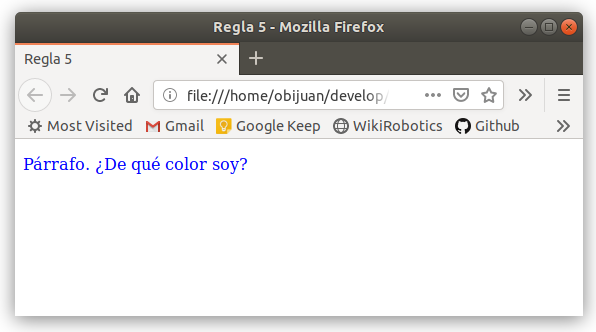 Regla 5 - Mozilla Firefox
Regla 5
file:///home/obijuan/develop/
Most Visited Gmail Google Keep WikiRobotics Github
Párrafo. ¿De qué color soy?